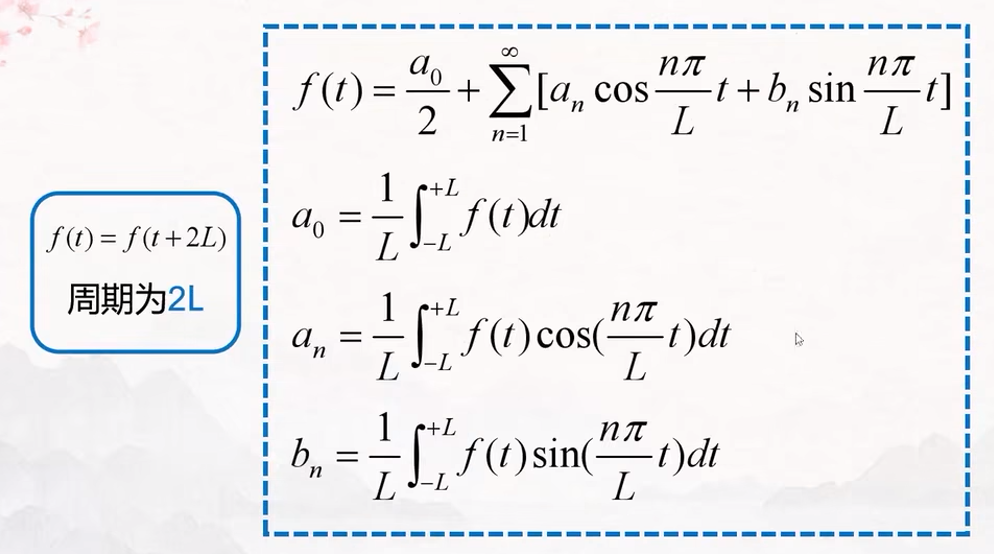 f(t) = f(t+2L)
周期为2L
f(t) = \frac{a_0}{2} + \sum_{n=1}^{\infty} [a_n \cos \frac{n\pi}{L} t + b_n \sin \frac{n\pi}{L} t]
a_0 = \frac{1}{L} \int_{-L}^{+L} f(t)dt
a_n = \frac{1}{L} \int_{-L}^{+L} f(t) \cos(\frac{n\pi}{L} t)dt
b_n = \frac{1}{L} \int_{-L}^{+L} f(t) \sin(\frac{n\pi}{L} t)dt